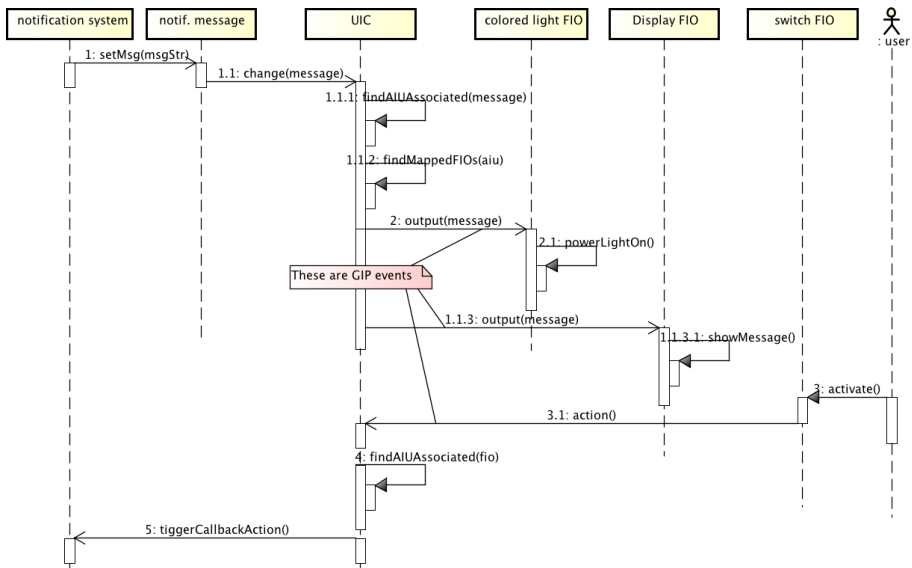 notification system
notif. message
UIC
colored light FIO
Display FIO
switch FIO
: user
1: setMsg(msgStr)
1.1: change(message)
1.1.1: findAIUAssociated(message)
1.1.2: findMappedFIOs(aiu)
2: output(message)
2.1: powerLightOn()
These are GIP events
1.1.3: output(message)
1.1.3.1: showMessage()
3: activate()
3.1: action()
4: findAIUAssociated(fio)
5: tiggerCallbackAction()